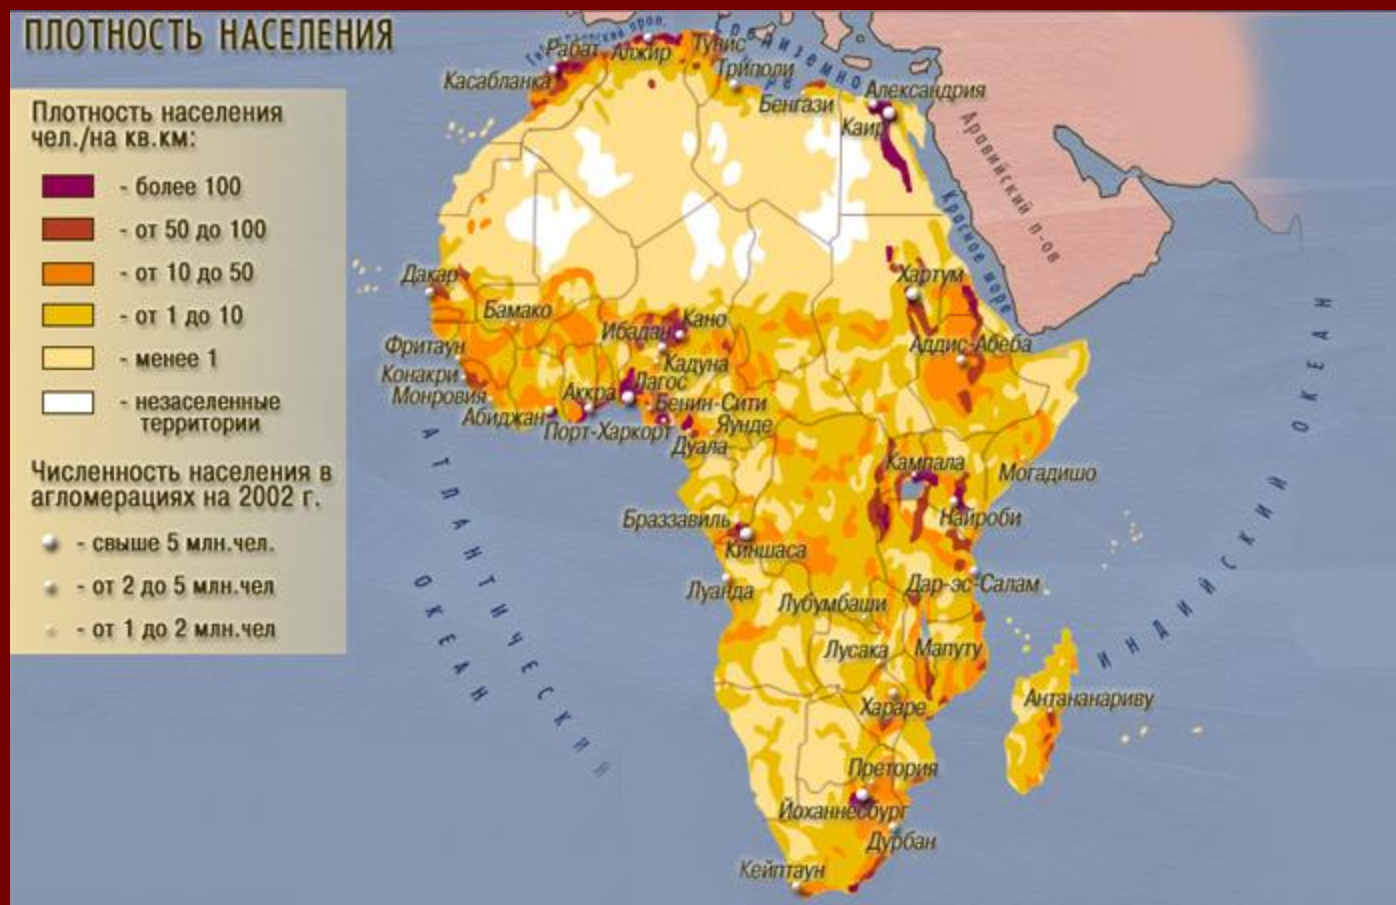 ПЛОТНОСТЬ НАСЕЛЕНИЯ
Плотность населения
чел./на кв.км:
- более 100
- от 50 до 100
- от 10 до 50
- от 1 до 10
- менее 1
- незаселенные
территории
Численность населения в
агломерациях на 2002 г.
- свыше 5 млн.чел.
- от 2 до 5 млн.чел
- от 1 до 2 млн.чел
Рабат
Алжир
Тунис
Касабланка
Триполи
Бенгази
Александрия
Каир
Аравийский п-ов
Красное море
Дакар
Хартум
Бамако
Ибадан
Кано
Фритаун
Аддис-Абеба
Конакри
Кадуна
Монровия
Аккра
Лагос
Абиджан
Бенин-Сити
Порт-Харкорт
Яунде
Дуала
Кампала
Могадишо
Браззавиль
Найроби
Киншаса
Луанда
Дар-эс-Салам
Лубумбаши
Лусака
Мапуту
Антананариву
Хараре
Претория
Йоханнесбург
Дурбан
Кейптаун
АТЛАНТИЧЕСКИЙ
ОКЕАН
ИНДИЙСКИЙ ОКЕАН